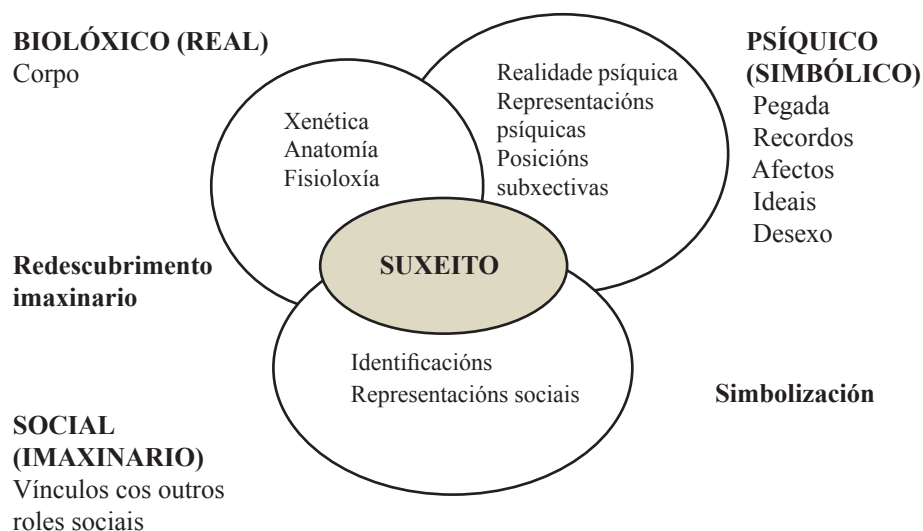 BIOLÓXICO (REAL)
Corpo
Xenética
Anatomía
Fisioloxía
Realidade psíquica
Representacións
psíquicas
Posicións
subxectivas
PSÍQUICO
(SIMBÓLICO)
Pegada
Recordos
Afectos
Ideais
Desexo
Redescubrimento
imaxinario
SUXEITO
Identificacións
Representacións sociais
Simbolización
SOCIAL
(IMAXINARIO)
Vínculos cos outros
roles sociais